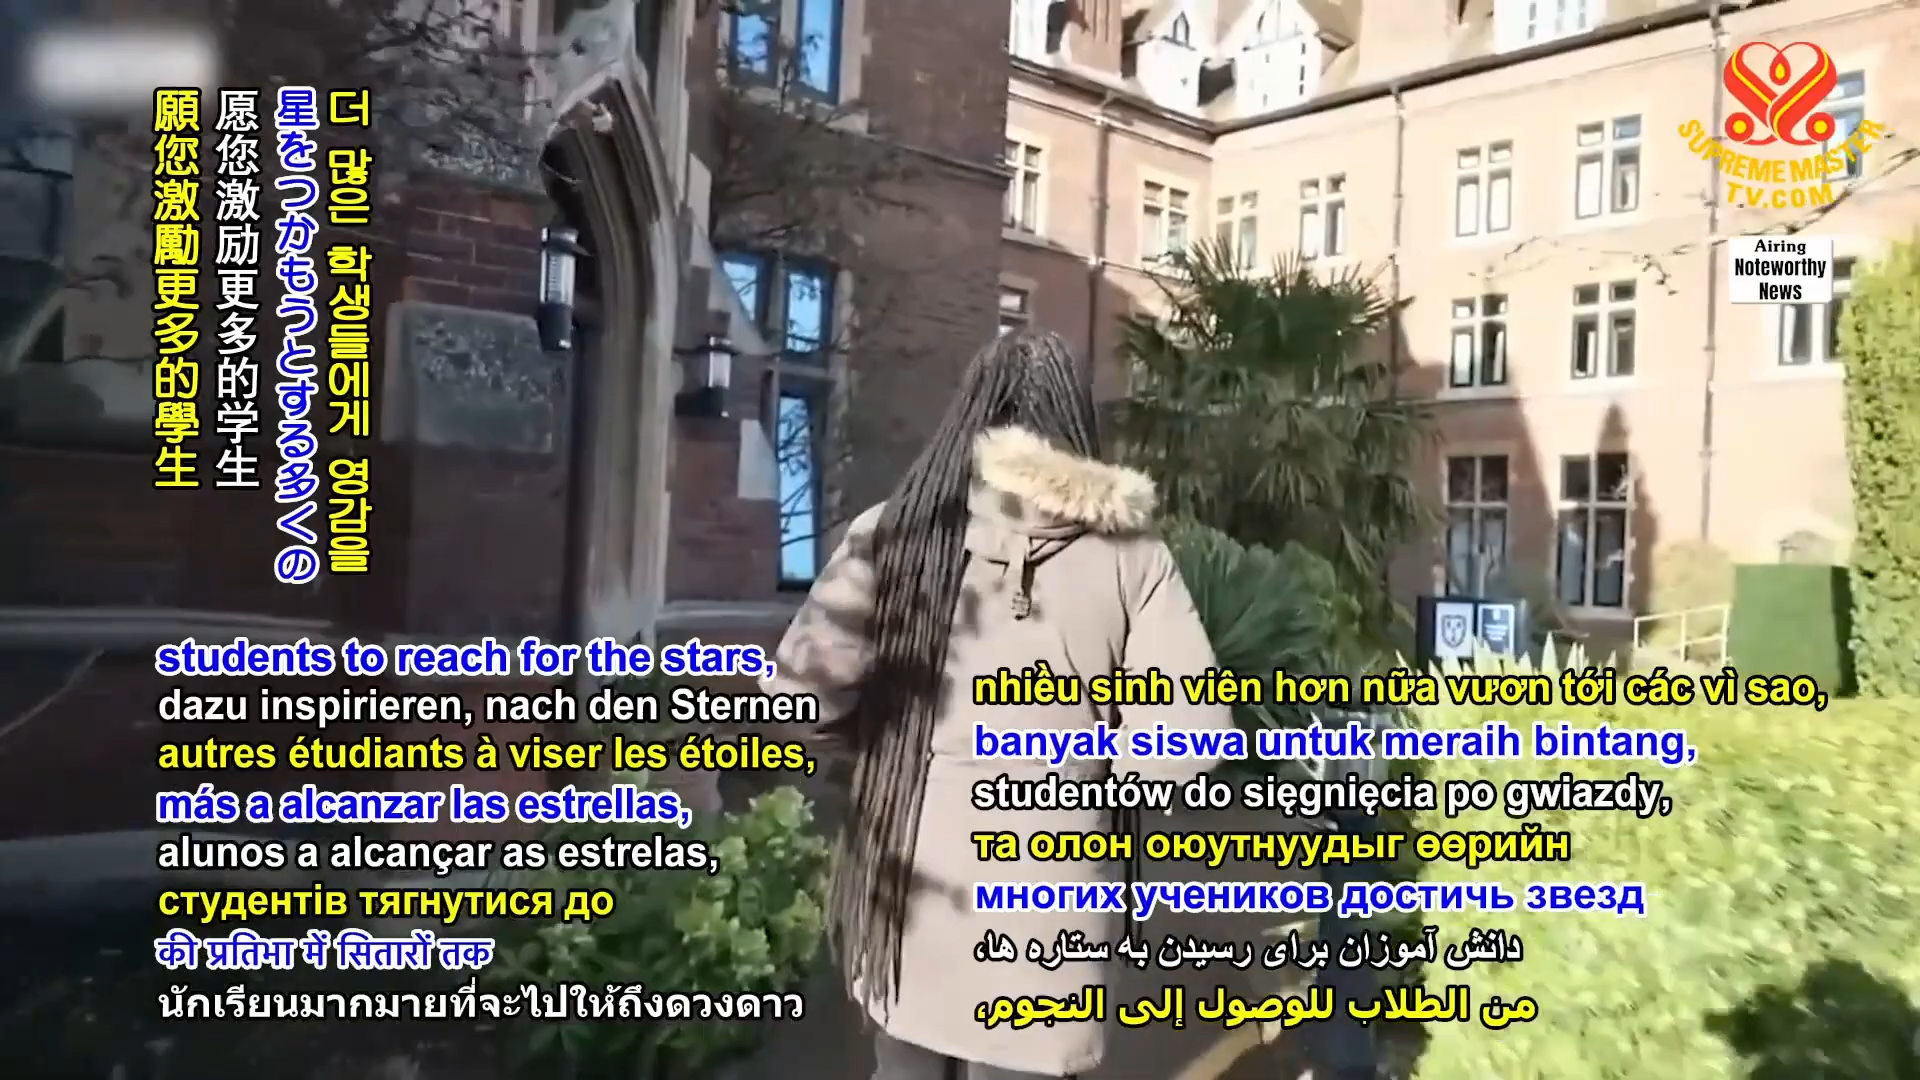 願您激勵更多的學生
愿您激励更多的学生
星をつかもうとする多くの
더 많은 학생들에게 영감을
SUPREME MASTER
TV.COM
Airing
Noteworthy
News
students to reach for the stars,
dazu inspirieren, nach den Sternen
autres étudiants à viser les étoiles,
más a alcanzar las estrellas,
alunos a alcançar as estrelas,
студентів тягнутися до
की प्रतिभा में सितारों तक
นักเรียนมากมายที่จะไปให้ถึงดวงดาว
nhiều sinh viên hơn nữa vươn tới các vì sao,
banyak siswa untuk meraih bintang,
studentów do sięgnięcia po gwiazdy,
та олон оюутнуудыг өөрийн
многих учеников достичь звезд
دانش آموزان برای رسیدن به ستاره ها،
من الطلاب للوصول إلى النجوم،